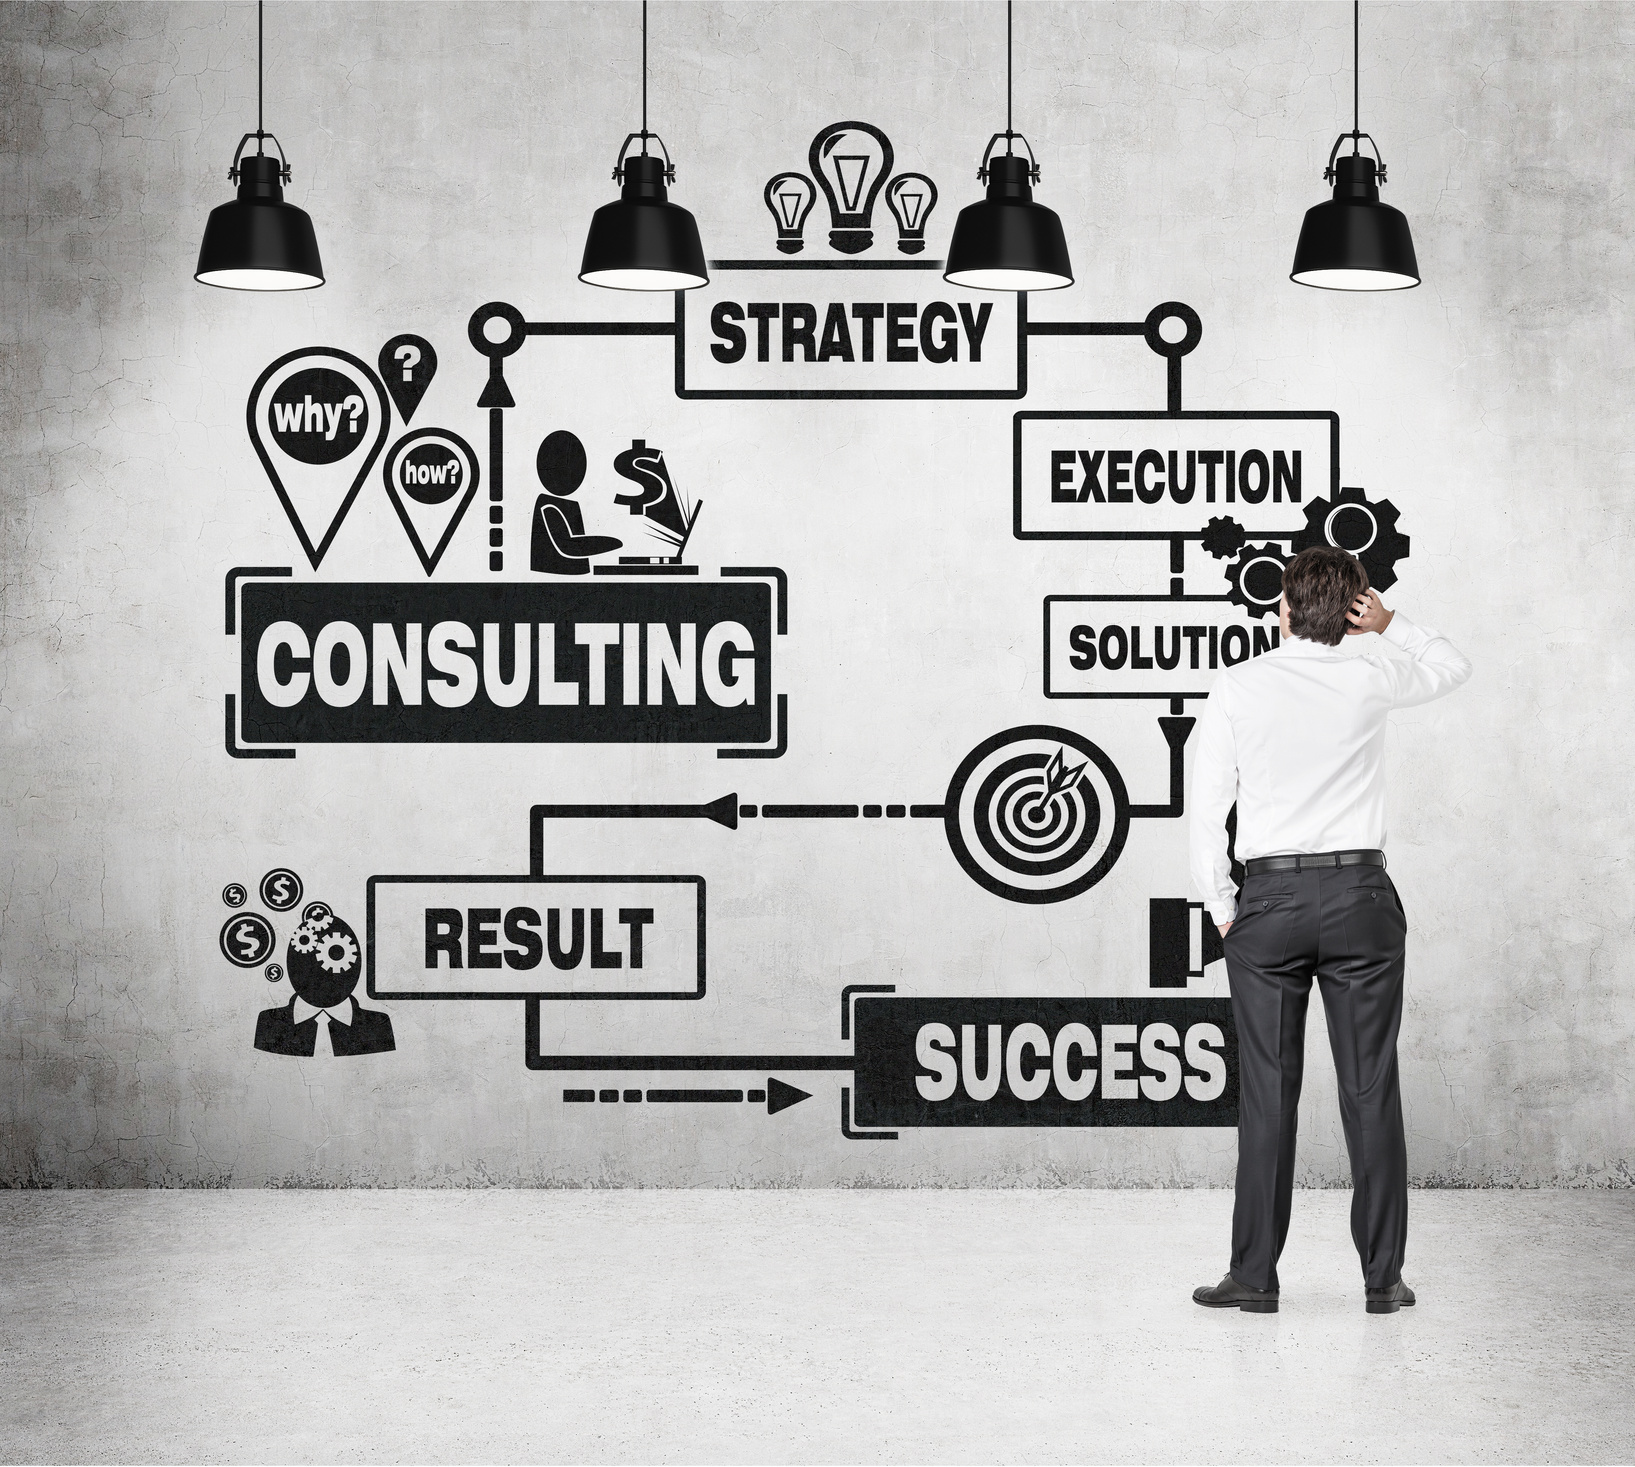 STRATEGY
?
why?
how?
$
EXECUTION
CONSULTING
SOLUTION
$
$
$
$
RESULT
SUCCESS